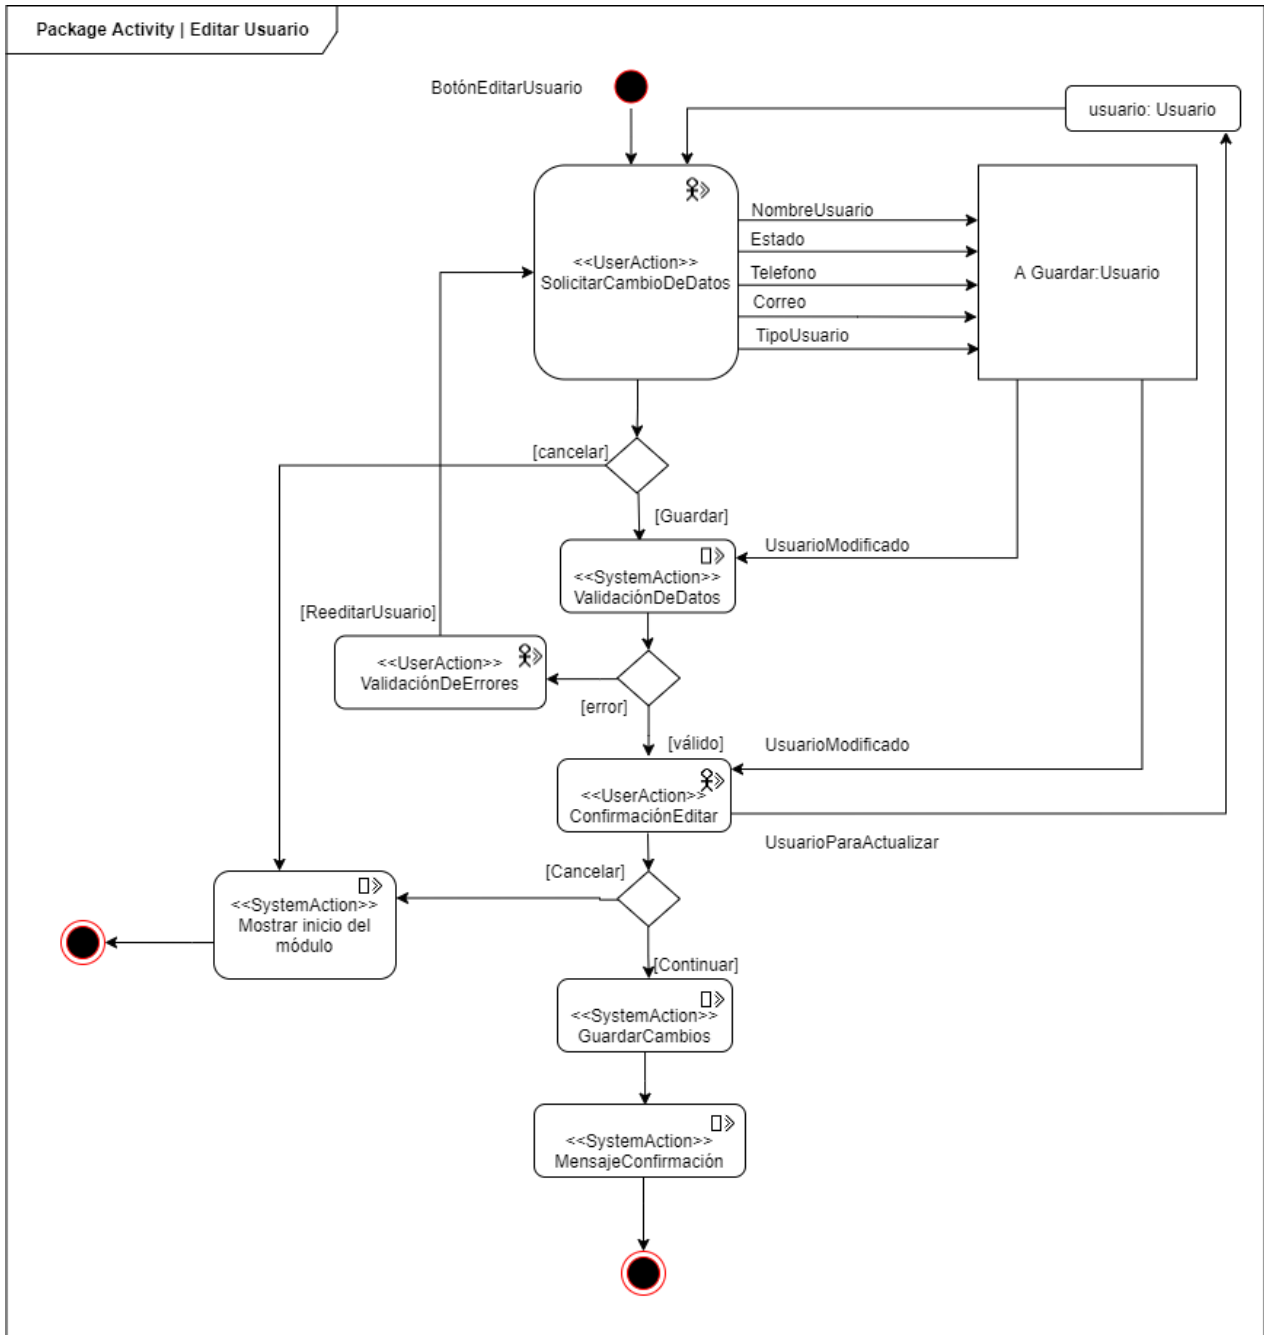 Package Activity | Editar Usuario
BotónEditarUsuario
usuario: Usuario
NombreUsuario
Estado
<<UserAction>>
SolicitarCambioDeDatos
Telefono
A Guardar:Usuario
Correo
TipoUsuario
[cancelar]
[Guardar]
UsuarioModificado
<<SystemAction>>
ValidaciónDeDatos
[ReeditarUsuario]
<<UserAction>>
ValidaciónDeErrores
[error]
[válido]
UsuarioModificado
<<UserAction>>
ConfirmaciónEditar
UsuarioParaActualizar
[Cancelar]
<<SystemAction>>
Mostrar inicio del
módulo
[Continuar]
<<SystemAction>>
GuardarCambios
<<SystemAction>>
MensajeConfirmación